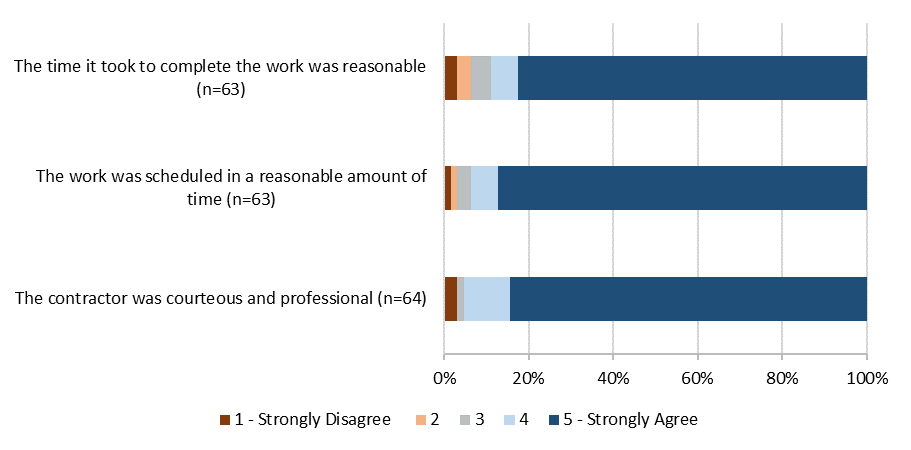 The time it took to complete the work was reasonable
(n=63)
The work was scheduled in a reasonable amount of
time (n=63)
The contractor was courteous and professional (n=64)
0% 20% 40% 60% 80% 100%
1 - Strongly Disagree 2 3 4 5 - Strongly Agree